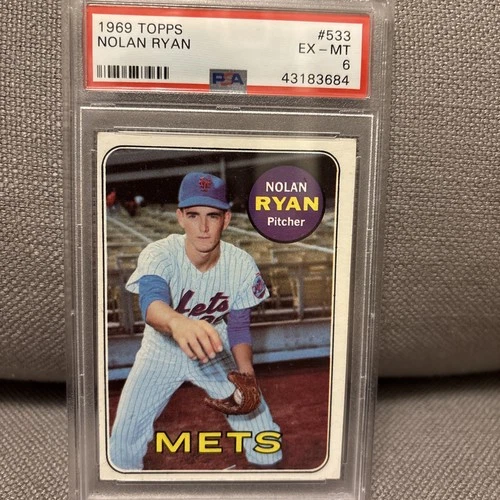 1969 TOPPS #533
NOLAN RYAN EX - MT
6
PSA 43183684
NOLAN
RYAN
Pitcher
Mets
METS